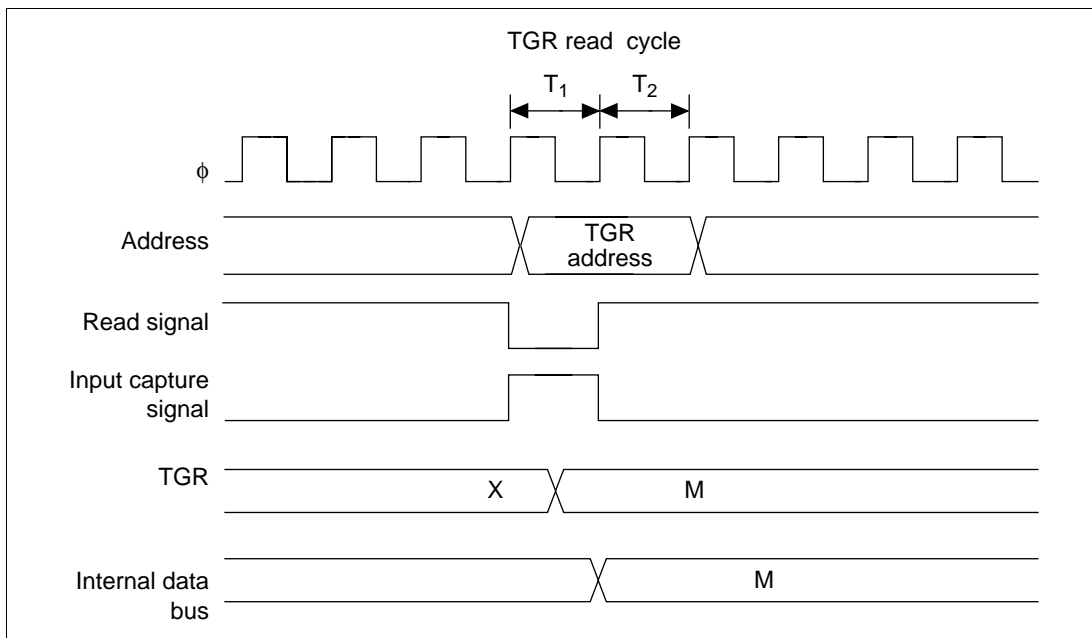 TGR read cycle
T1 T2
ϕ
Address
TGR
address
Read signal
Input capture
signal
TGR
X M
Internal data
bus
M